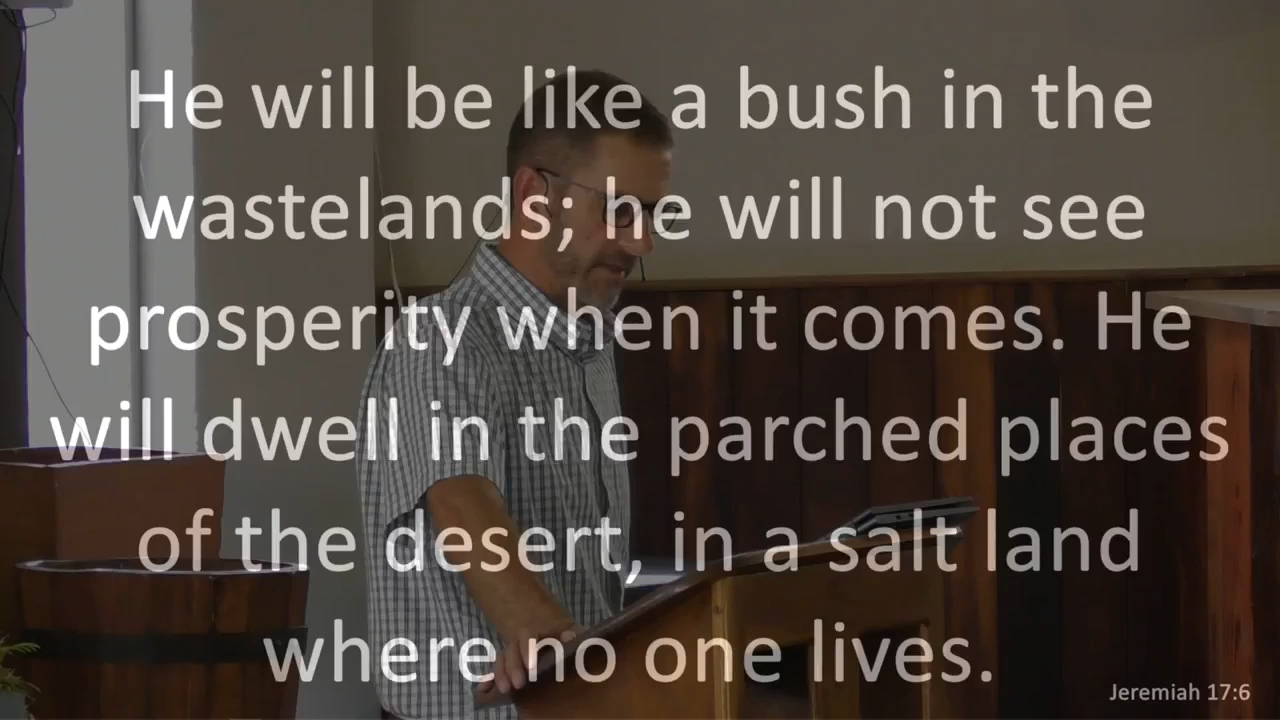 He will be like a bush in the
wastelands; he will not see
prosperity when it comes. He
will dwell in the parched places
of the desert, in a salt land
where no one lives.
Jeremiah 17:6